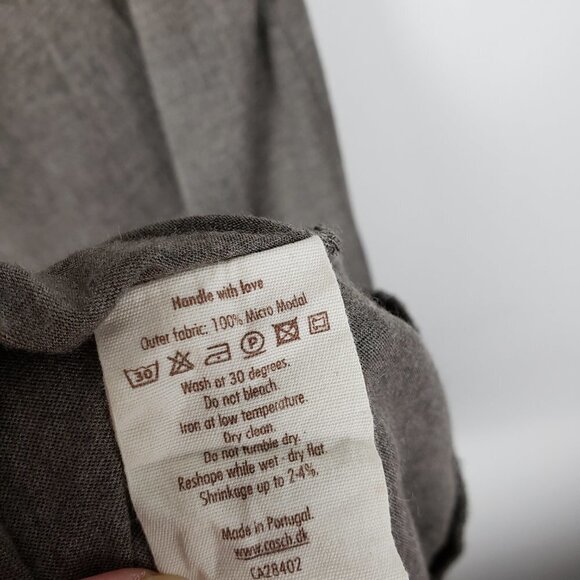 Handle with love
Outer fabric: 100% Micro Modal
30 P
Wash at 30 degrees.
Do not bleach.
Iron at low temperature.
Dry clean.
Do not tumble dry.
Reshape while wet - dry flat.
Shrinkage up to 2-4%.
Made in Portugal.
www.casch.dk
CA28402